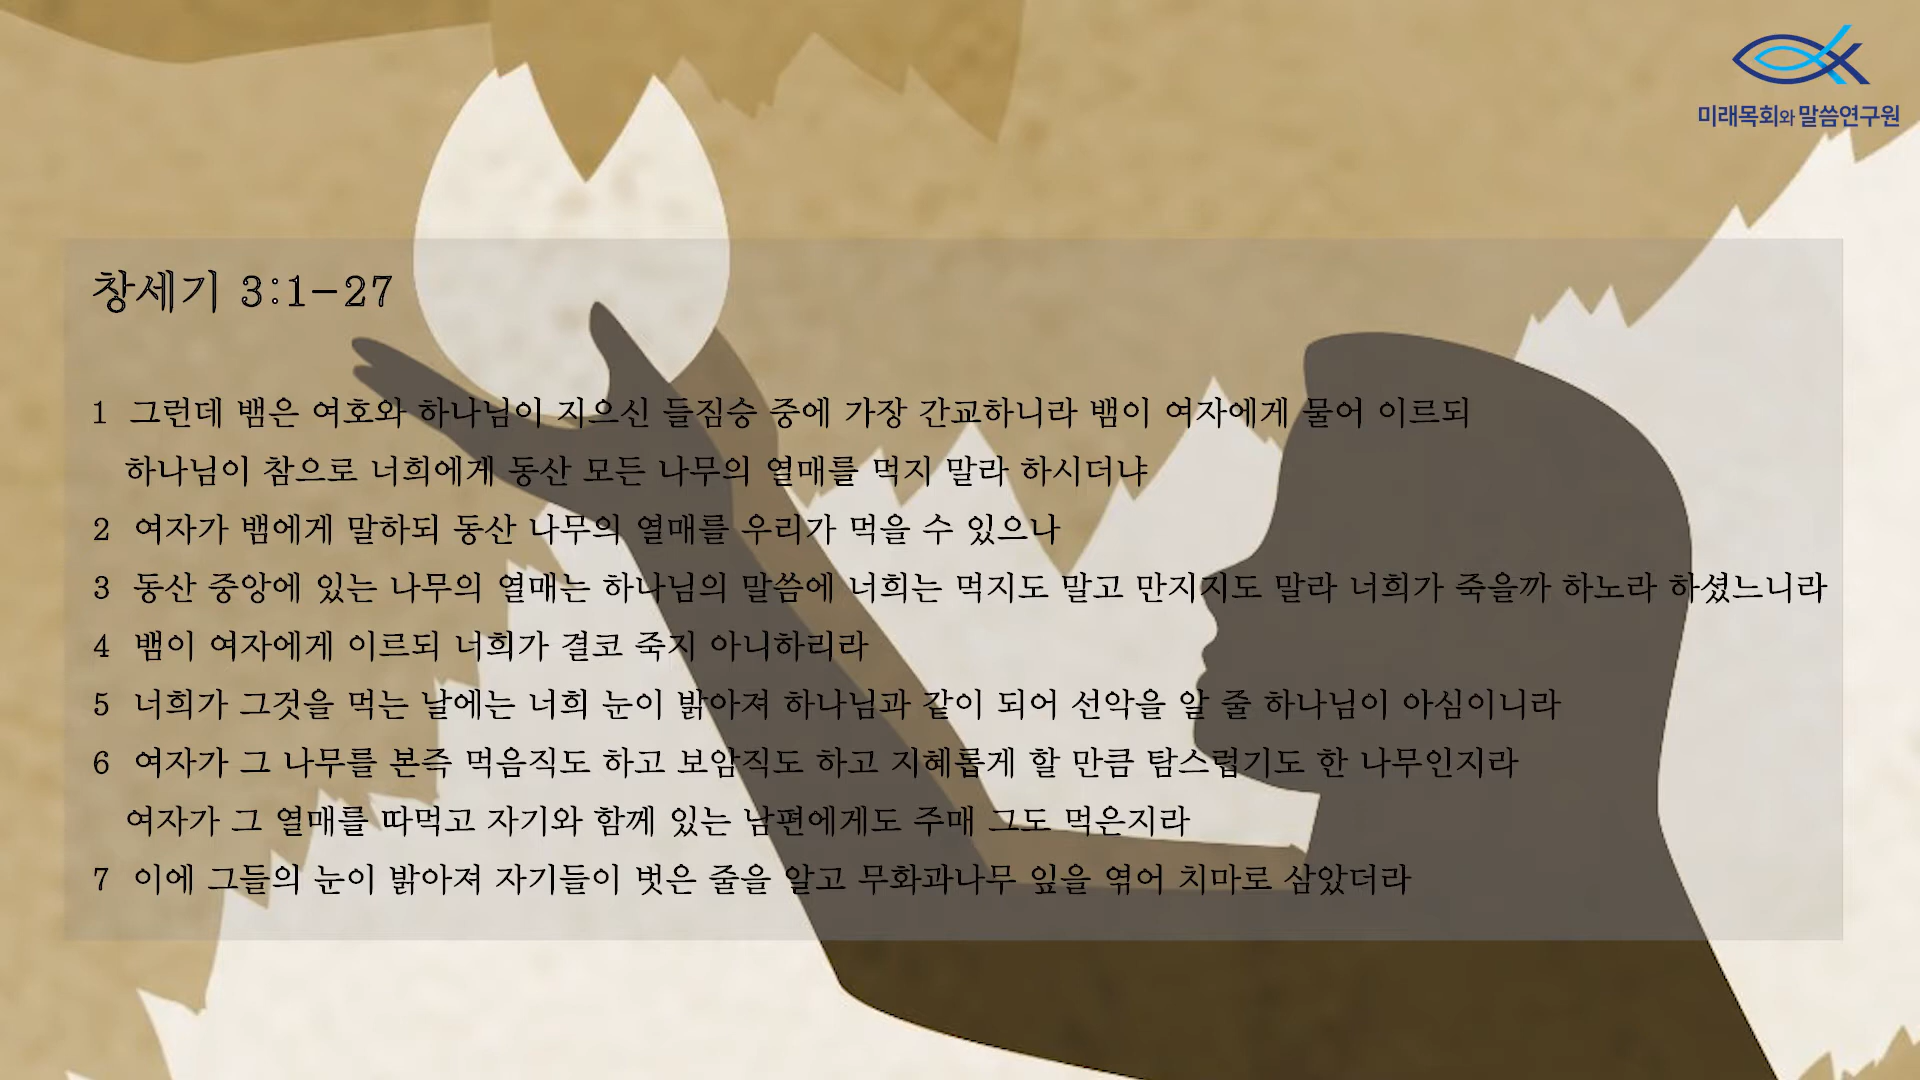 미래목회와 말씀연구원
창세기 3:1-27
1 그런데 뱀은 여호와 하나님이 지으신 들짐승 중에 가장 간교하니라 뱀이 여자에게 물어 이르되
하나님이 참으로 너희에게 동산 모든 나무의 열매를 먹지 말라 하시더냐
2 여자가 뱀에게 말하되 동산 나무의 열매를 우리가 먹을 수 있으나
3 동산 중앙에 있는 나무의 열매는 하나님의 말씀에 너희는 먹지도 말고 만지지도 말라 너희가 죽을까 하노라 하셨느니라
4 뱀이 여자에게 이르되 너희가 결코 죽지 아니하리라
5 너희가 그것을 먹는 날에는 너희 눈이 밝아져 하나님과 같이 되어 선악을 알 줄 하나님이 아심이니라
6 여자가 그 나무를 본즉 먹음직도 하고 보암직도 하고 지혜롭게 할 만큼 탐스럽기도 한 나무인지라
여자가 그 열매를 따먹고 자기와 함께 있는 남편에게도 주매 그도 먹은지라
7 이에 그들의 눈이 밝아져 자기들이 벗은 줄을 알고 무화과나무 잎을 엮어 치마로 삼았더라